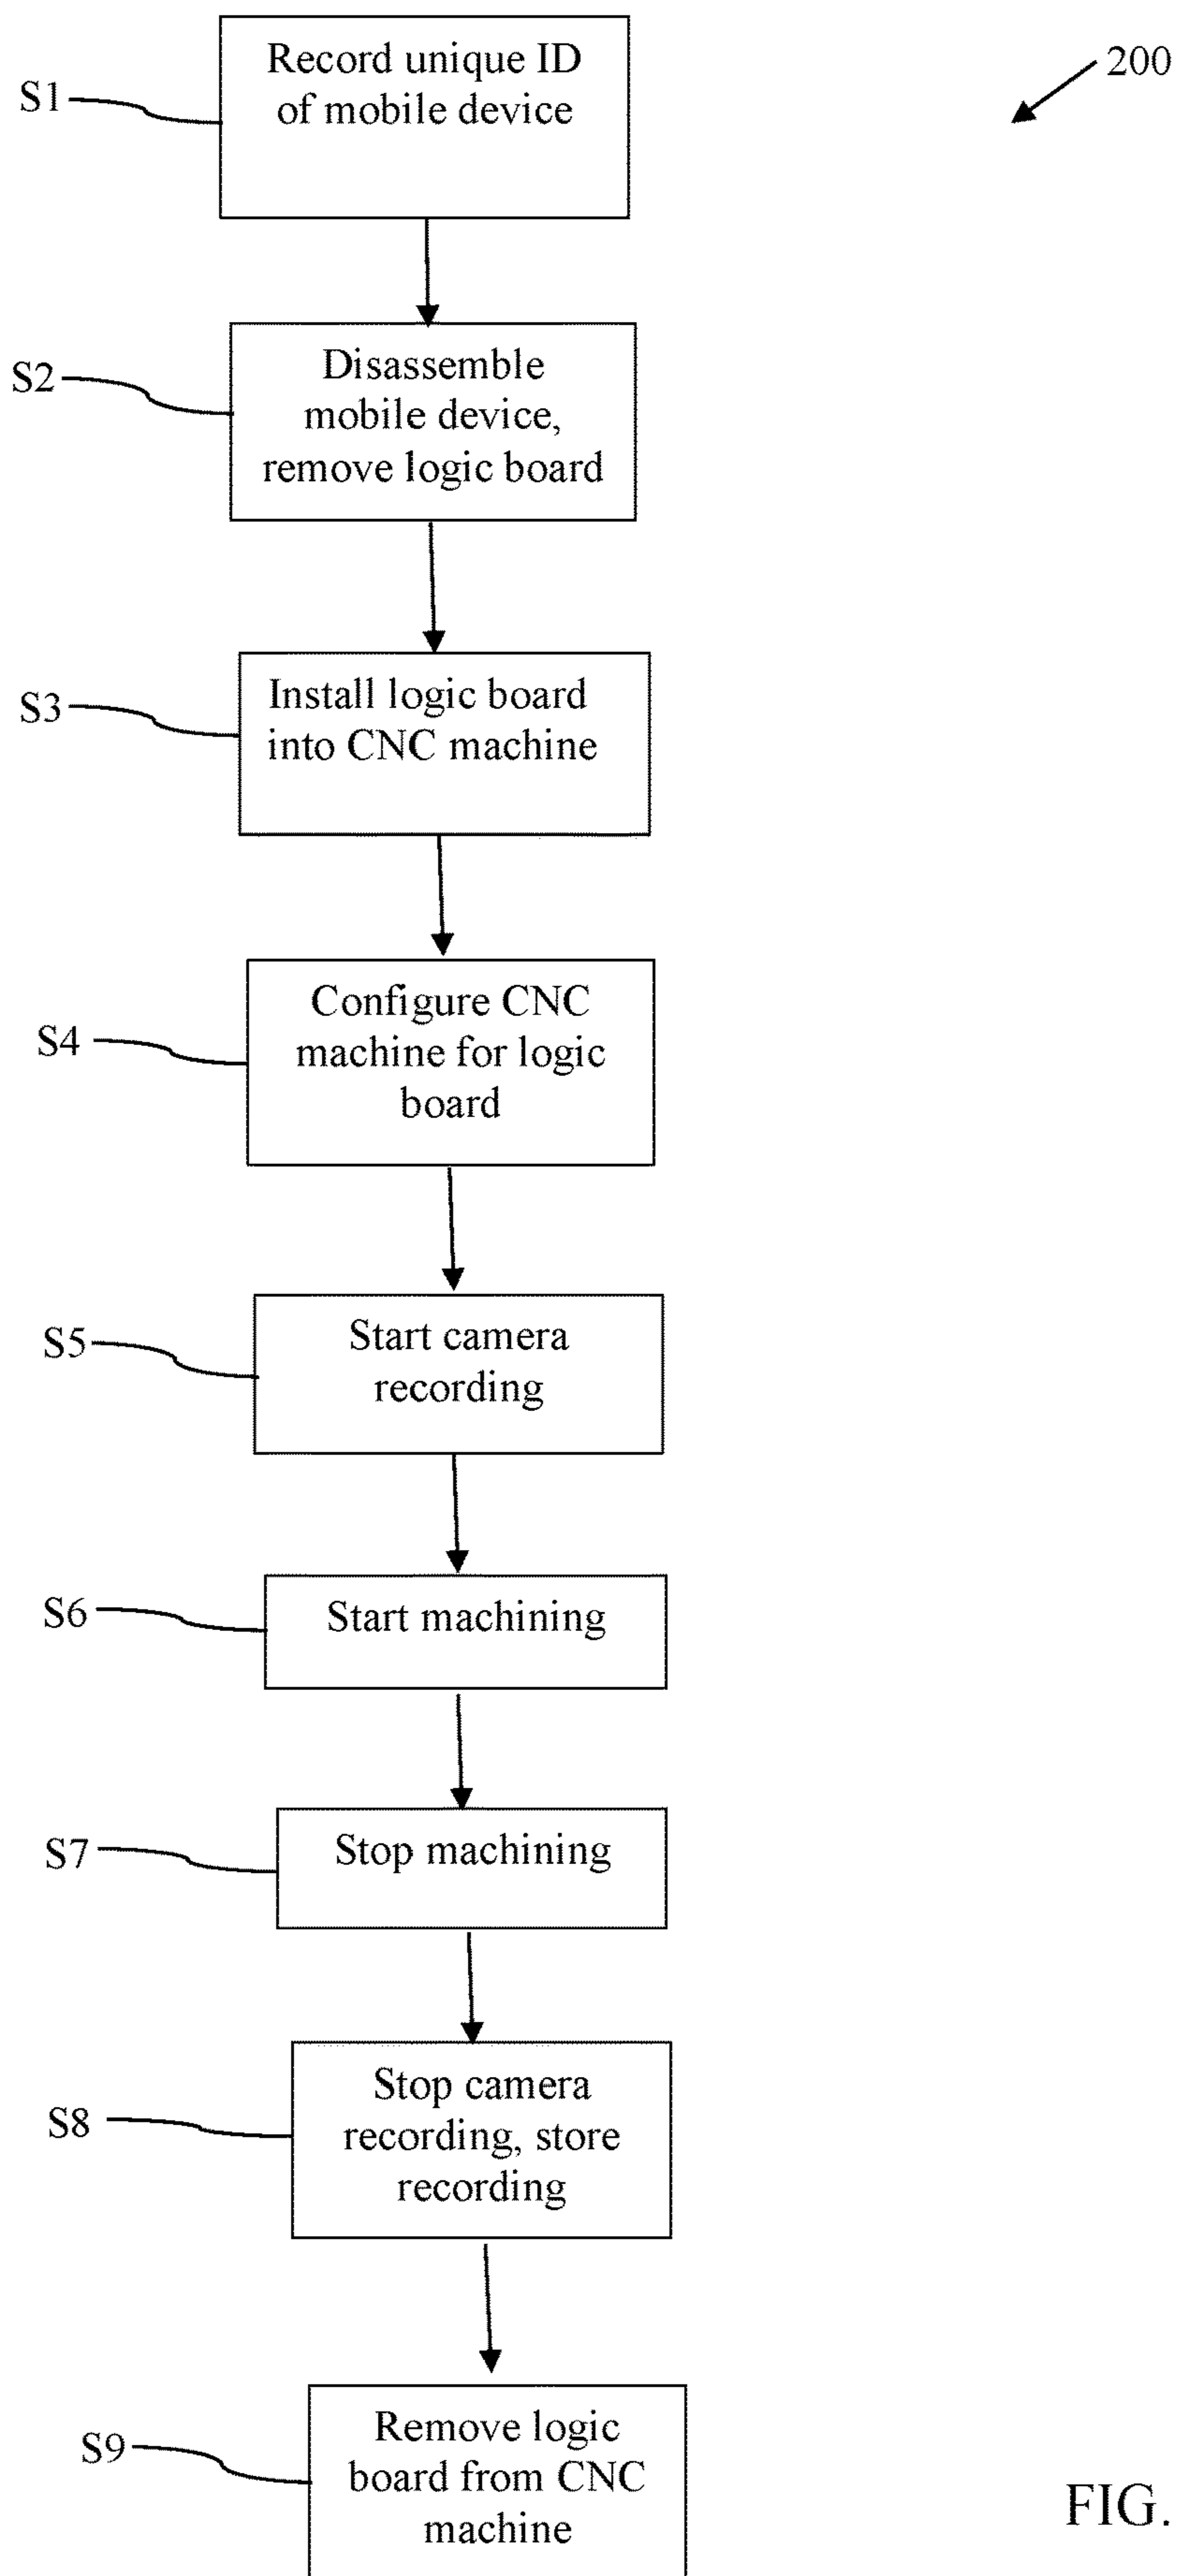 200
S1
Record unique ID
of mobile device
S2
Disassemble
mobile device,
remove logic board
S3
Install logic board
into CNC machine
S4
Configure CNC
machine for logic
board
S5
Start camera
recording
S6
Start machining
S7
Stop machining
S8
Stop camera
recording, store
recording
S9
Remove logic
board from CNC
machine
FIG.